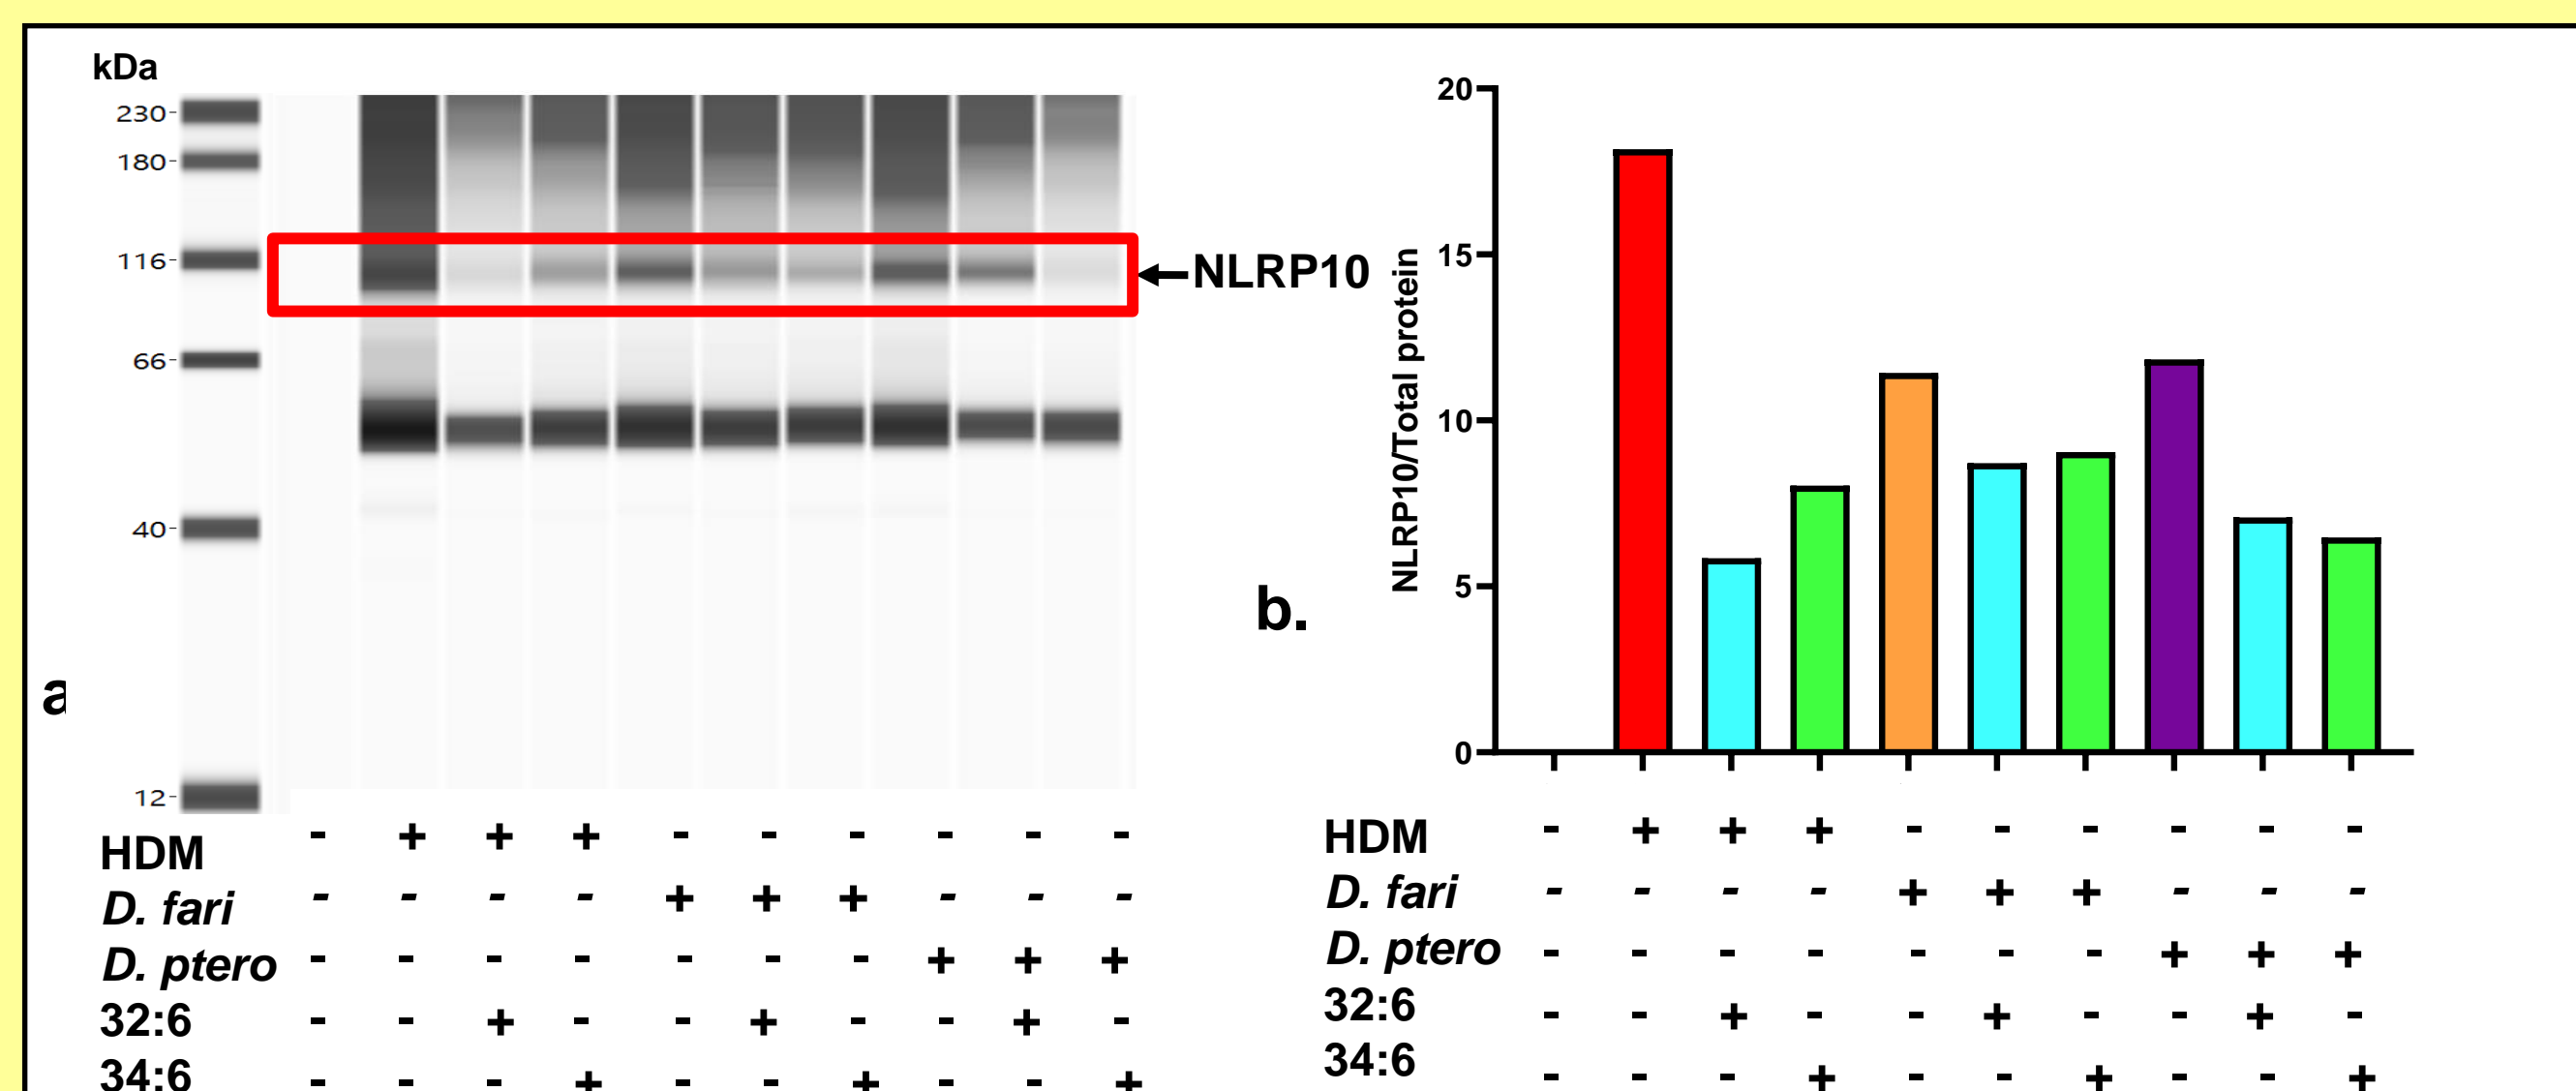 kDa
230
180
116
66
40
12
NLRP10
a
HDM - + + + - - - - - -
D. fari - - - - + + + - - -
D. ptero - - - - - - - + + +
32:6 - - + - - + - - + -
34:6 - - - + - - + - - +
b.
NLRP10/Total protein
20
15
10
5
0
HDM - + + + - - - - - -
D. fari - - - - + + + - - -
D. ptero - - - - - - - + + +
32:6 - - + - - + - - + -
34:6 - - - + - - + - - +